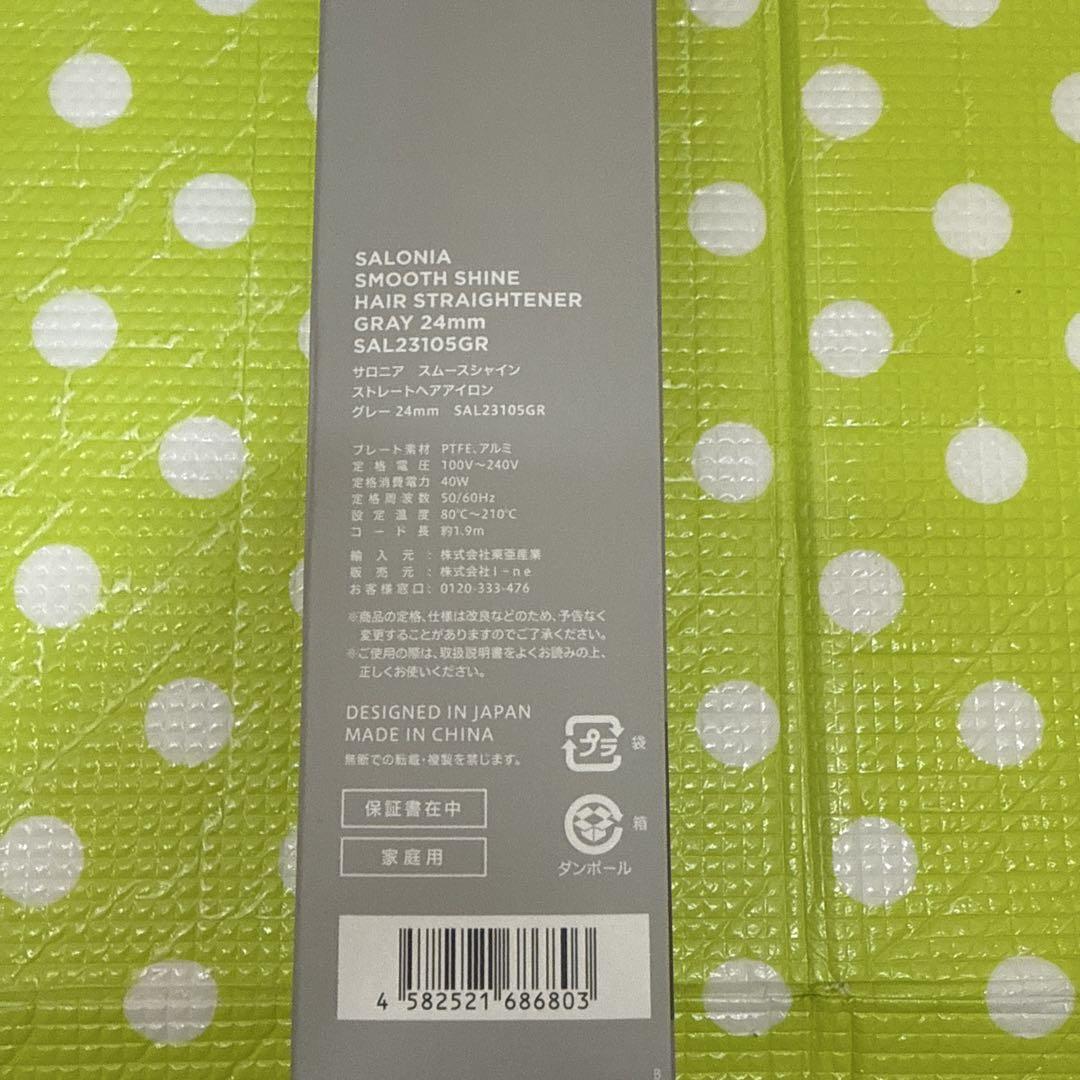 SALONIA
SMOOTH SHINE
HAIR STRAIGHTENER
GRAY 24mm
SAL23105GR
サロニア スムースシャイン
ストレートヘアアイロン
グレー 24mm SAL23105GR
プレート素材 PTFE、アルミ
定格電圧 100V～240V
定格消費電力 40W
定格周波数 50/60Hz
設定温度 80℃～210℃
コード長 約1.9m
輸入元：株式会社東亜産業
販売元：株式会社I-ne
お客様窓口：0120-333-476
※商品の定格、仕様は改良などのため、予告なく
変更することがありますのでご了承ください。
※ご使用の際は、取扱説明書をよくお読みの上、
正しくお使いください。
DESIGNED IN JAPAN
MADE IN CHINA
無断での転載・複製を禁じます。
プラ 袋
保証書在中
箱
ダンボール
家庭用
4 582521 686803
B